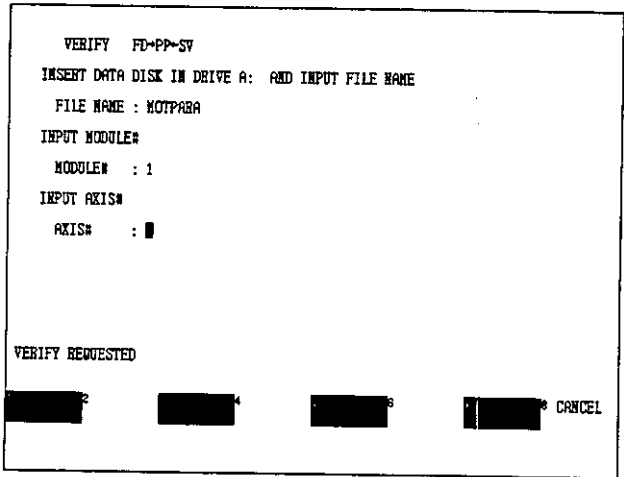 VERIFY FD→PP←SV
INSERT DATA DISK IN DRIVE A: AND INPUT FILE NAME
FILE NAME : MOTPARA
INPUT MODULE#
MODULE# : 1
INPUT AXIS#
AXIS# :
VERIFY REQUESTED
2 4 6 8 CANCEL